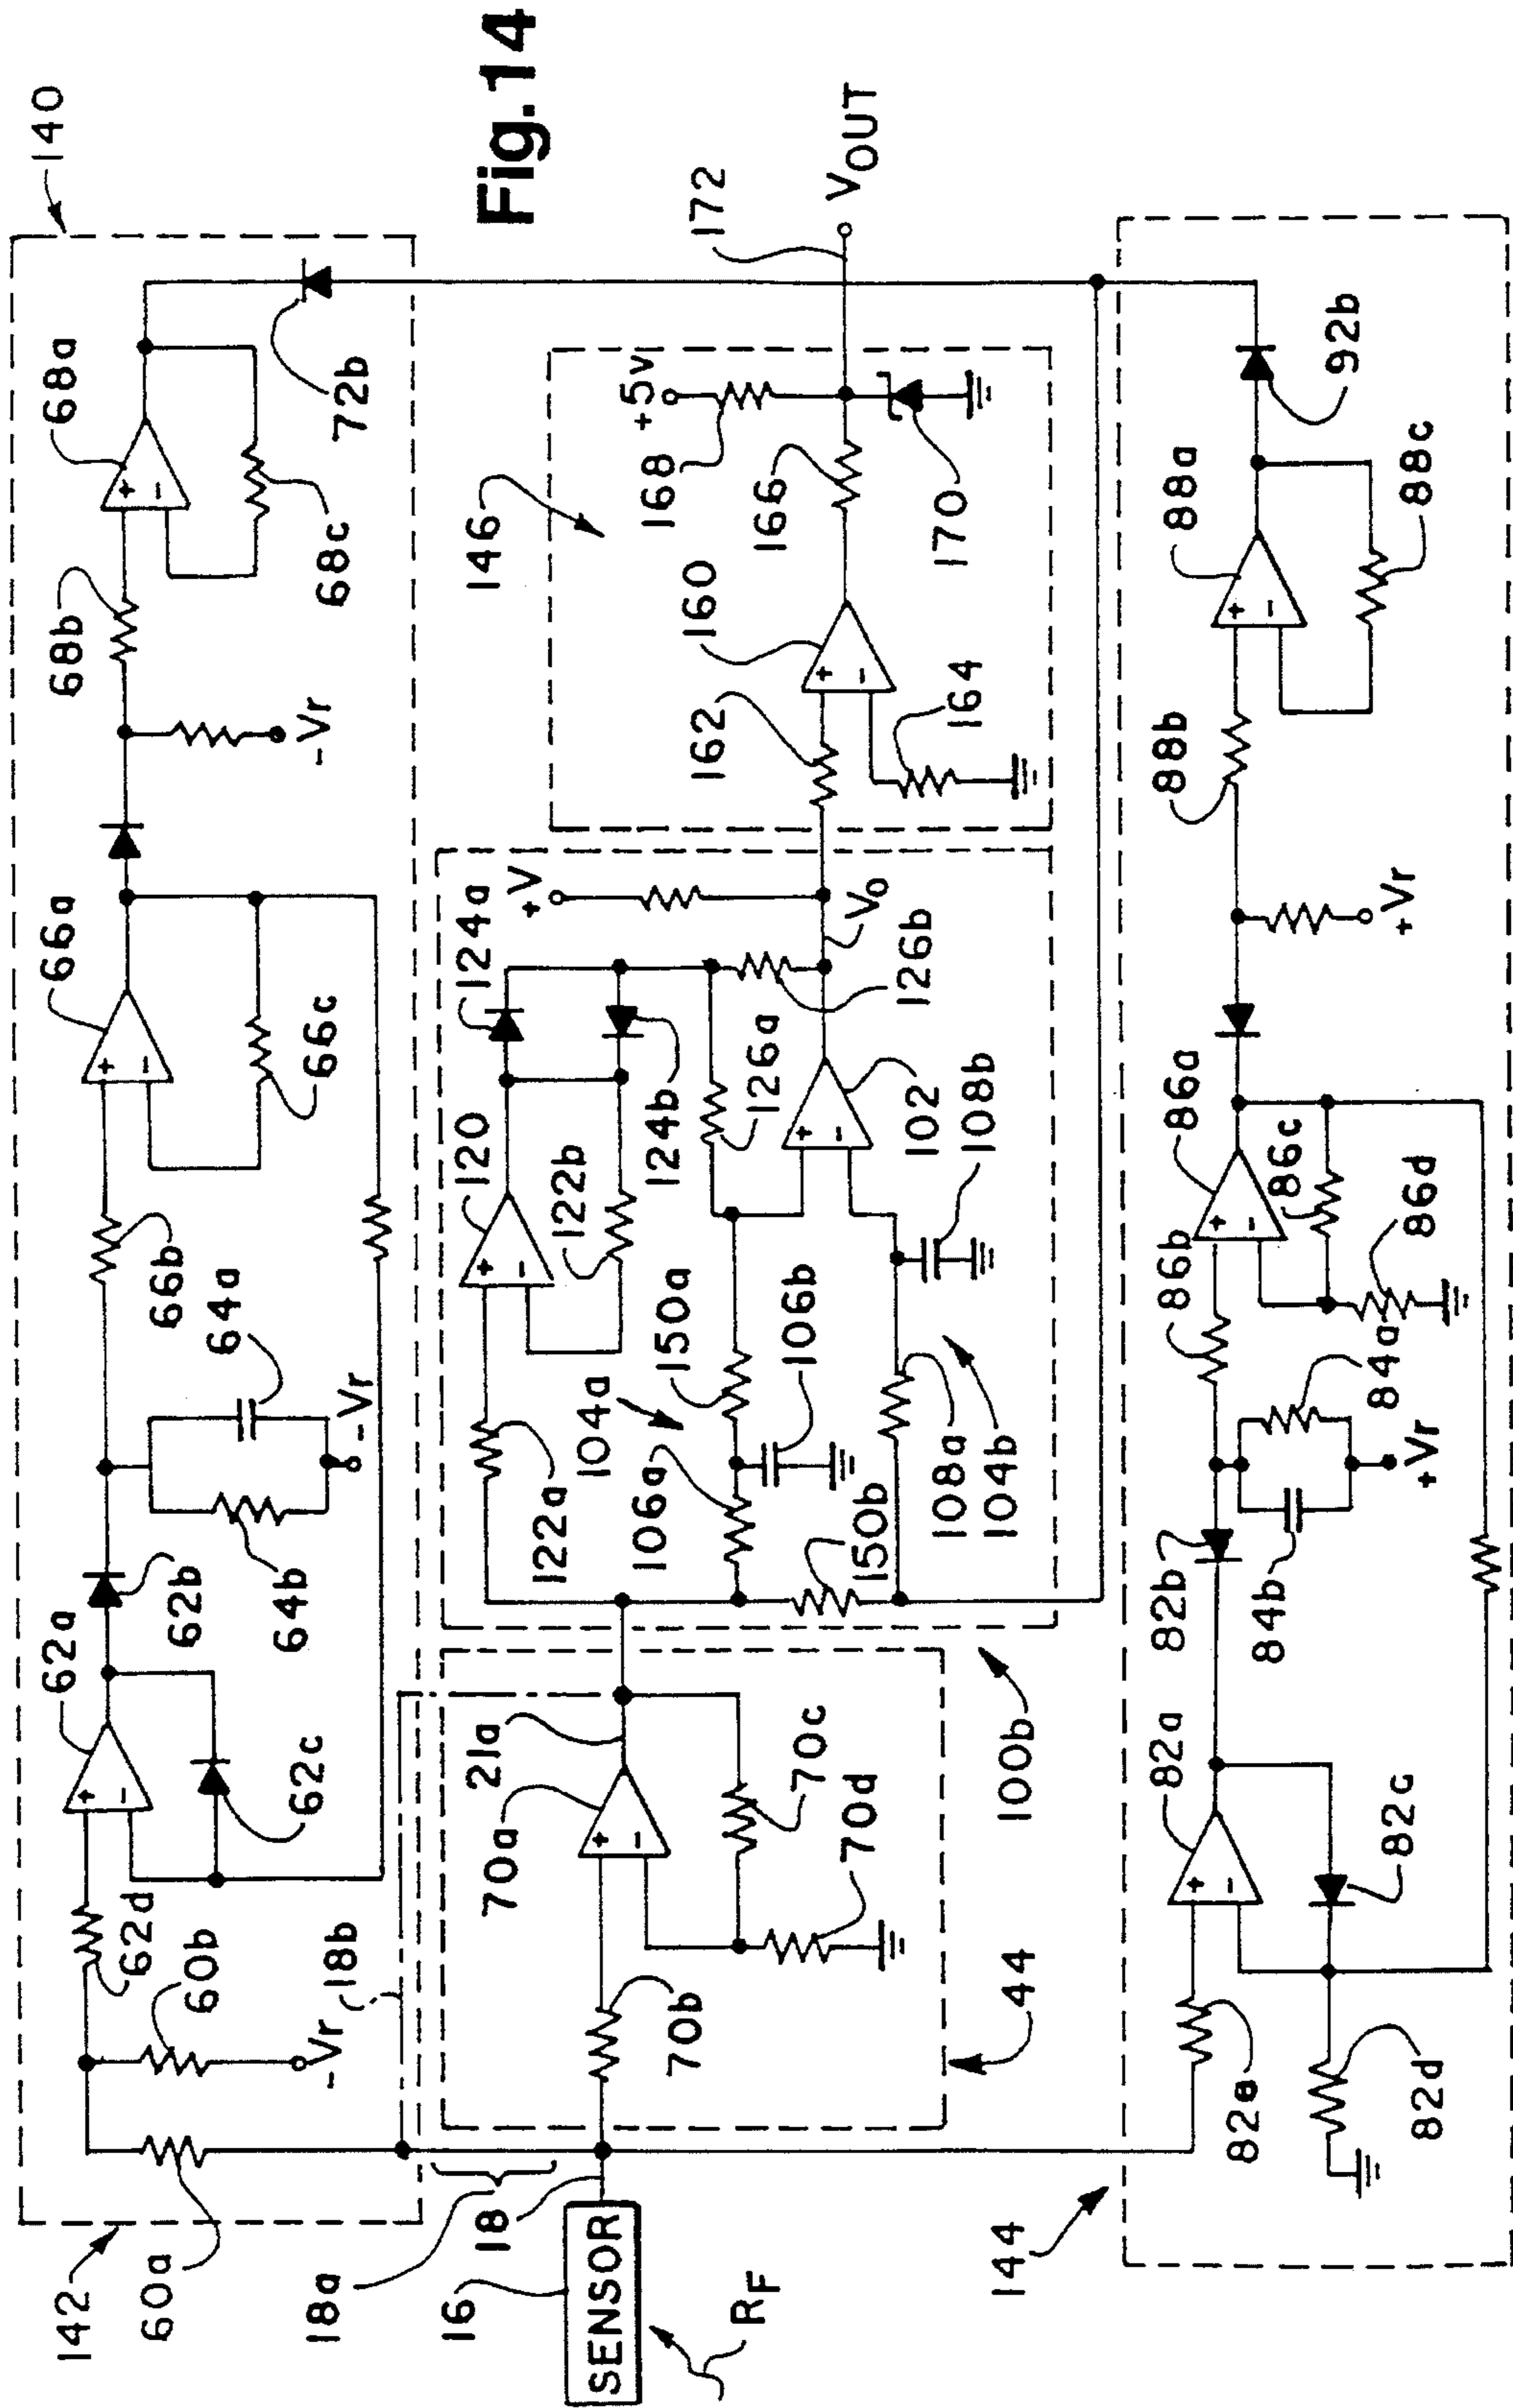 Fig.14
140
142
60a
60b
-Vr
62d
62a
+
-
62c
62b
64b
64a
-Vr
66b
66a
+
-
66c
-Vr
68b
68a
+
-
68c
72b
18b
18a
18
16
SENSOR
RF
44
70b
70a
+
-
70c
70d
21a
100b
122a
120
+
-
122b
124a
124b
126a
126b
+V
Vo
104a
150a
106a
106b
150b
102
+
-
108a
108b
104b
146
162
160
+
-
164
166
168
+5v
170
172
VOUT
144
82e
82d
82a
+
-
82c
82b
84b
84a
+Vr
86b
86a
+
-
86c
86d
+Vr
88b
88a
+
-
88c
92b